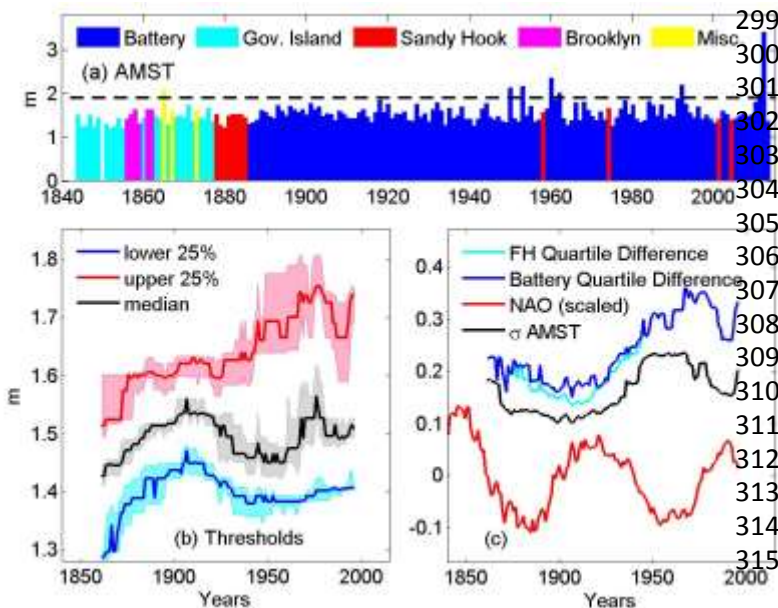 Battery Gov. Island Sandy Hook Brooklyn Misc.
(a) AMST
m
3
2
1
0
1840 1860 1880 1900 1920 1940 1960 1980 2000
lower 25%
upper 25%
median
m
1.8
1.7
1.6
1.5
1.4
1.3
(b) Thresholds
1850 1900 1950 2000
Years
FH Quartile Difference
Battery Quartile Difference
NAO (scaled)
σ AMST
0.4
0.3
0.2
0.1
0
-0.1
(c)
1850 1900 1950 2000
Years
299
300
301
302
303
304
305
306
307
308
309
310
311
312
313
314
315